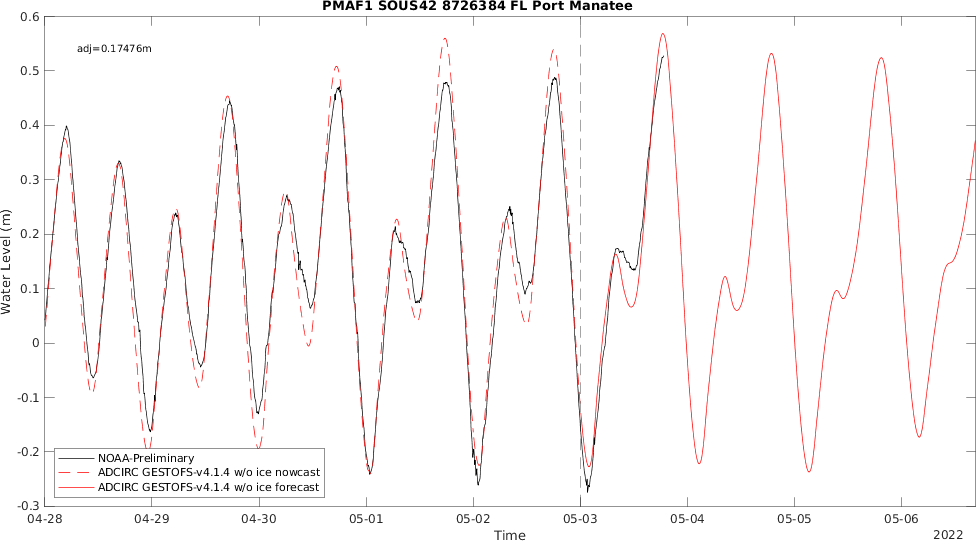 PMAF1 SOUS42 8726384 FL Port Manatee
adj=0.17476m
Water Level (m)
0.6
0.5
0.4
0.3
0.2
0.1
0
-0.1
-0.2
-0.3
NOAA-Preliminary
ADCIRC GESTOFS-v4.1.4 w/o ice nowcast
ADCIRC GESTOFS-v4.1.4 w/o ice forecast
04-28 04-29 04-30 05-01 05-02 05-03 05-04 05-05 05-06
Time
2022